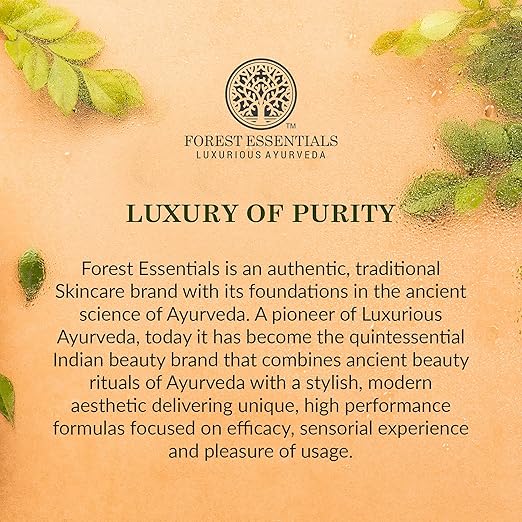 FOREST ESSENTIALS
LUXURIOUS AYURVEDA
TM
LUXURY OF PURITY
Forest Essentials is an authentic, traditional
Skincare brand with its foundations in the ancient
science of Ayurveda. A pioneer of Luxurious
Ayurveda, today it has become the quintessential
Indian beauty brand that combines ancient beauty
rituals of Ayurveda with a stylish, modern
aesthetic delivering unique, high performance
formulas focused on efficacy, sensorial experience
and pleasure of usage.